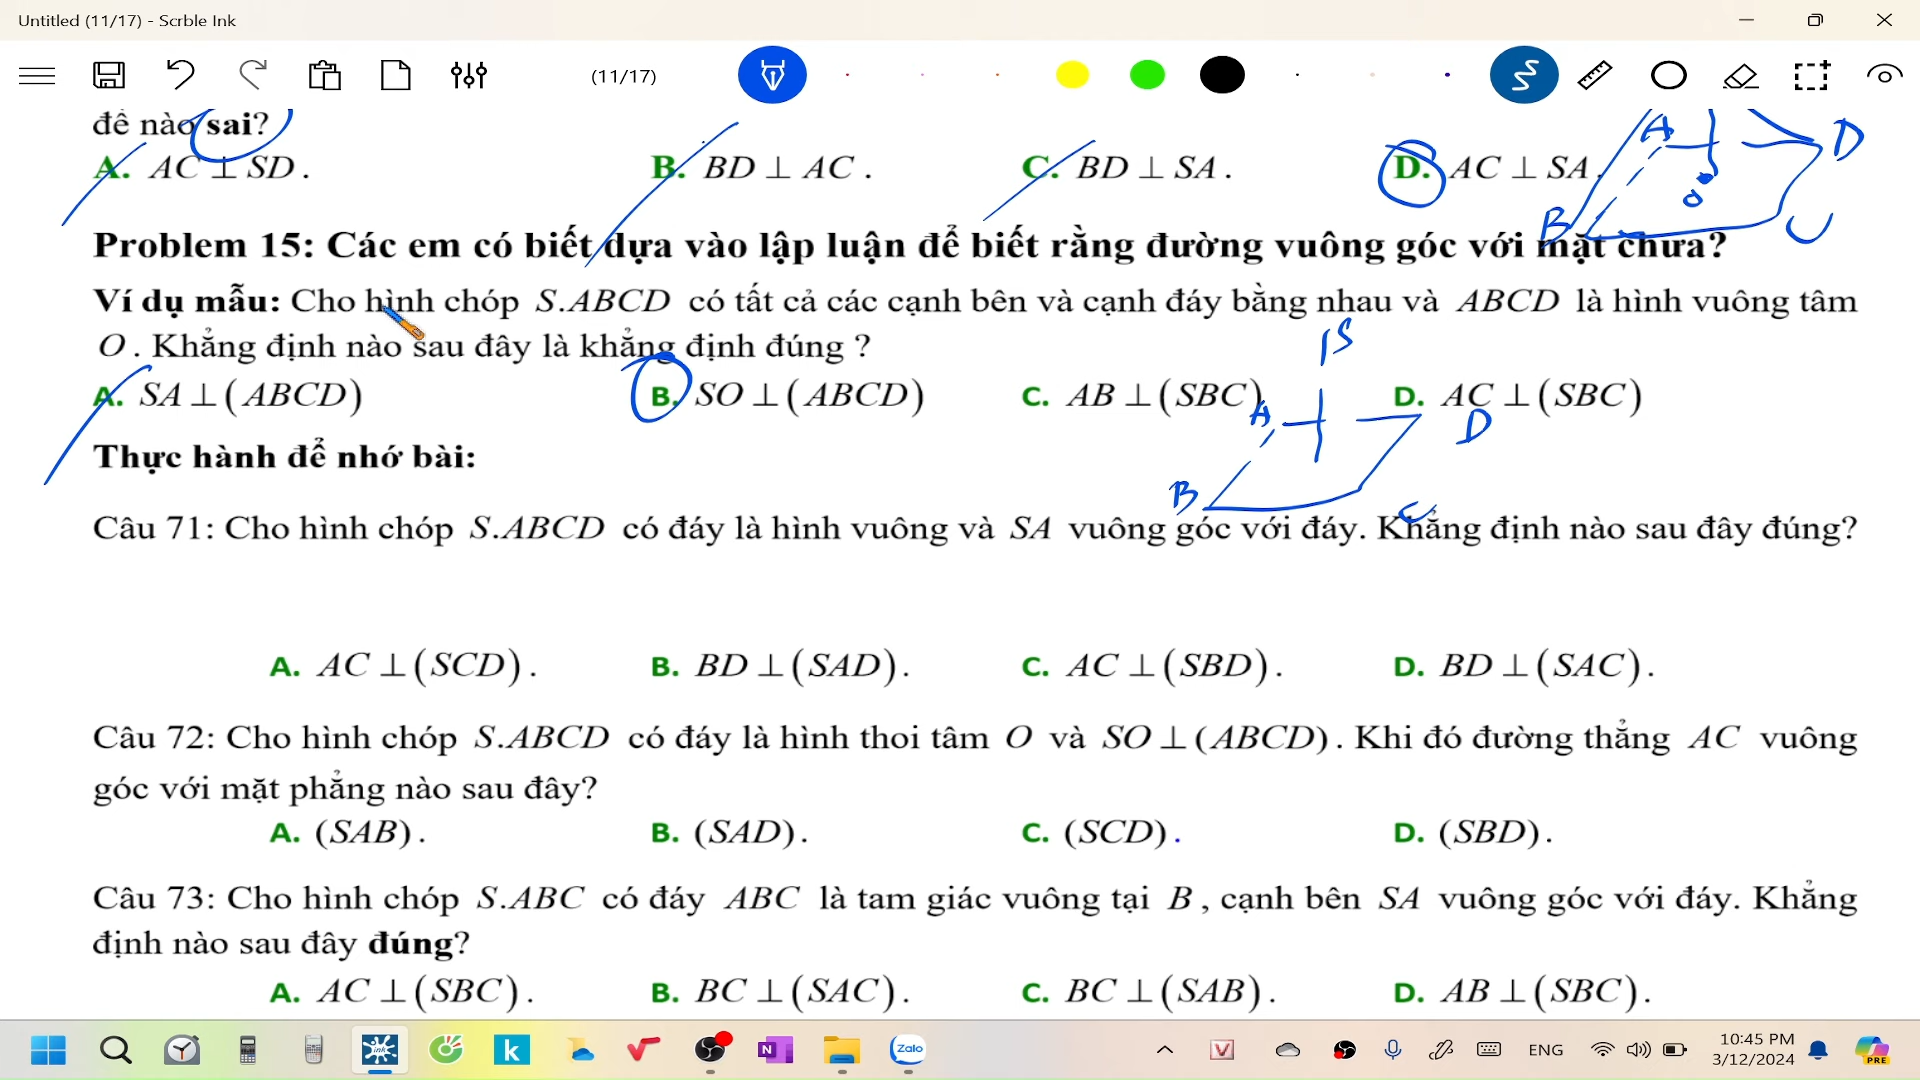 Untitled (11/17) - Scrble Ink
(11/17)
đề nào sai?
A. AC ⊥ SD. B. BD ⊥ AC. C. BD ⊥ SA. D. AC ⊥ SA.
A D
O
B
Problem 15: Các em có biết dựa vào lập luận để biết rằng đường vuông góc với mặt chưa?
Ví dụ mẫu: Cho hình chóp S.ABCD có tất cả các cạnh bên và cạnh đáy bằng nhau và ABCD là hình vuông tâm
O. Khẳng định nào sau đây là khẳng định đúng ?
S
A. SA ⊥ (ABCD) B. SO ⊥ (ABCD) C. AB ⊥ (SBC) D. AC ⊥ (SBC)
A D
Thực hành để nhớ bài:
B C
Câu 71: Cho hình chóp S.ABCD có đáy là hình vuông và SA vuông góc với đáy. Khẳng định nào sau đây đúng?
A. AC ⊥ (SCD). B. BD ⊥ (SAD). C. AC ⊥ (SBD). D. BD ⊥ (SAC).
Câu 72: Cho hình chóp S.ABCD có đáy là hình thoi tâm O và SO ⊥ (ABCD). Khi đó đường thẳng AC vuông
góc với mặt phẳng nào sau đây?
A. (SAB). B. (SAD). C. (SCD). D. (SBD).
Câu 73: Cho hình chóp S.ABC có đáy ABC là tam giác vuông tại B, cạnh bên SA vuông góc với đáy. Khẳng
định nào sau đây đúng?
A. AC ⊥ (SBC). B. BC ⊥ (SAC). C. BC ⊥ (SAB). D. AB ⊥ (SBC).
ink
k
N
Zalo
V
ENG
10:45 PM
3/12/2024
PRE